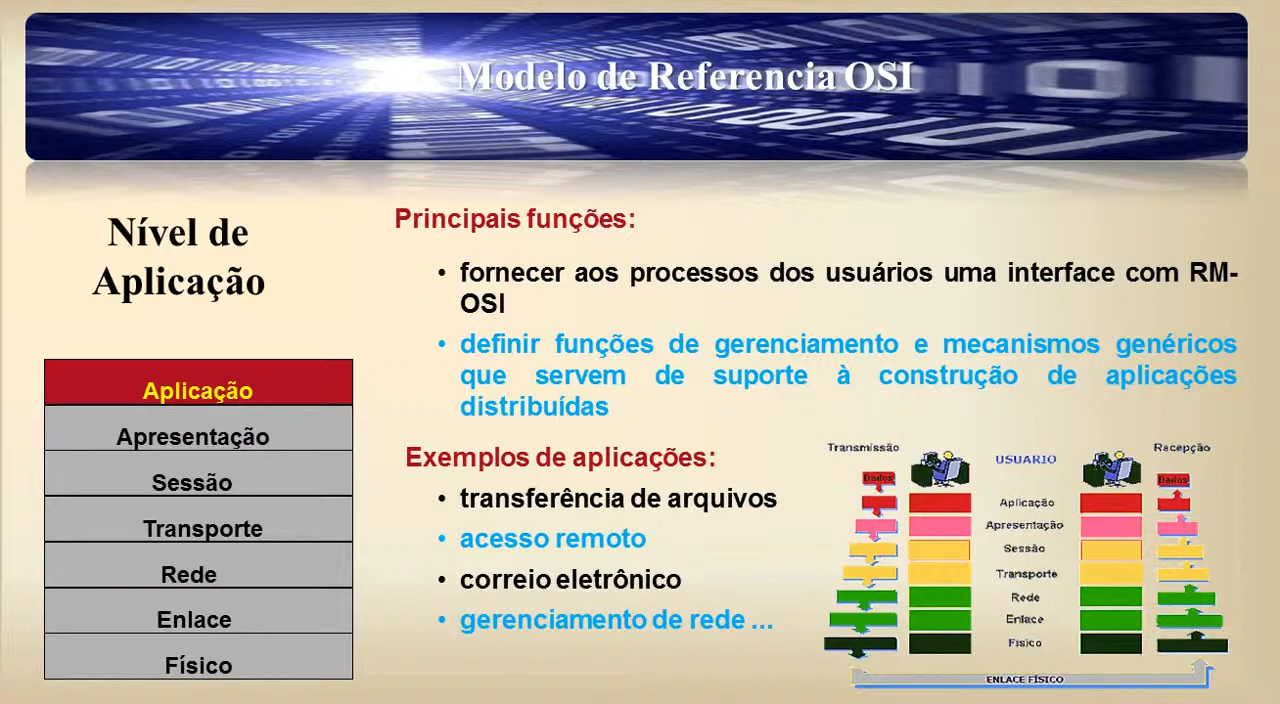 Modelo de Referencia OSI
Nível de
Aplicação
Aplicação
Apresentação
Sessão
Transporte
Rede
Enlace
Físico
Principais funções:
• fornecer aos processos dos usuários uma interface com RM-
OSI
• definir funções de gerenciamento e mecanismos genéricos
que servem de suporte à construção de aplicações
distribuídas
Exemplos de aplicações:
• transferência de arquivos
• acesso remoto
• correio eletrônico
• gerenciamento de rede ...
Transmissão
USUARIO
Recepção
Dados
Dados
Aplicação
Apresentação
Sessão
Transporte
Rede
Enlace
Físico
ENLACE FÍSICO